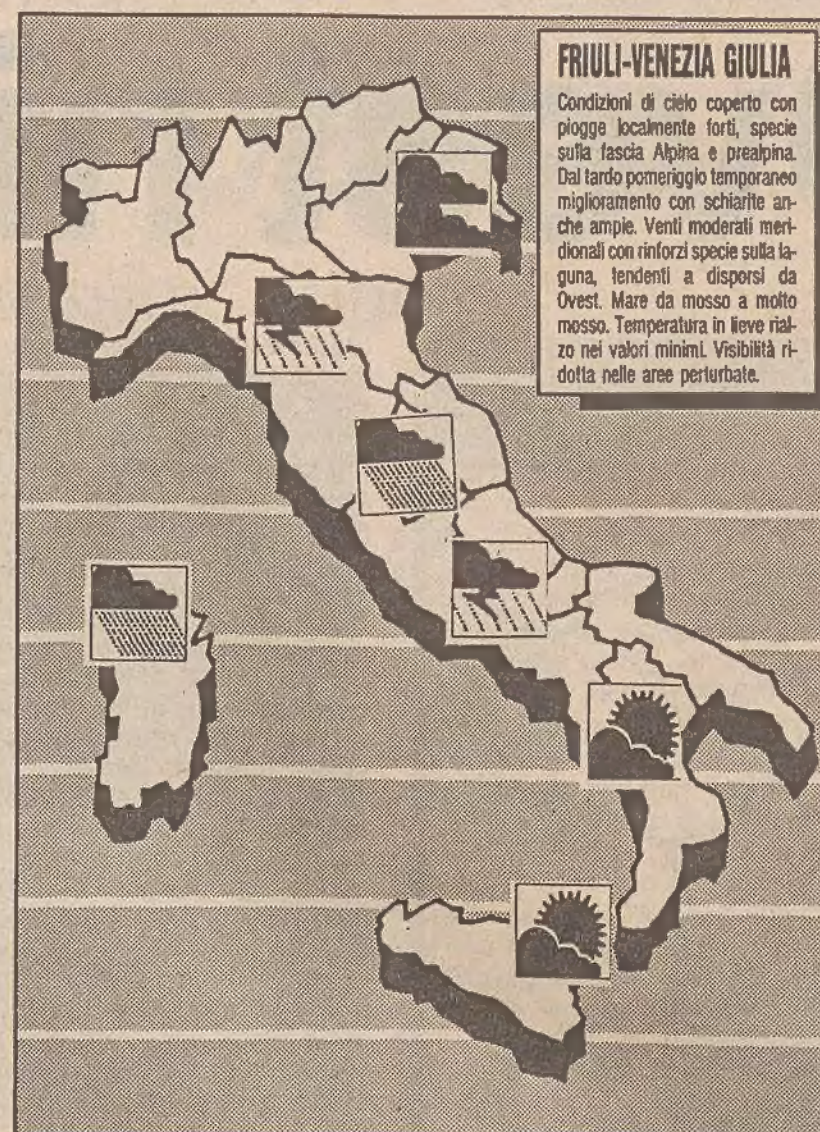 FRIULI-VENEZIA GIULIA
Condizioni di cielo coperto con
piogge localmente forti, specie
sulla fascia Alpina e prealpina.
Dal tardo pomeriggio temporaneo
miglioramento con schiarite an-
che ampie. Venti moderati meri-
dionali con rinforzi specie sulla la-
guna, tendenti a disporsi da
Ovest. Mare da mosso a molto
mosso. Temperatura in lieve rial-
zo nei valori minimi. Visibilità ri-
dotta nelle aree perturbate.